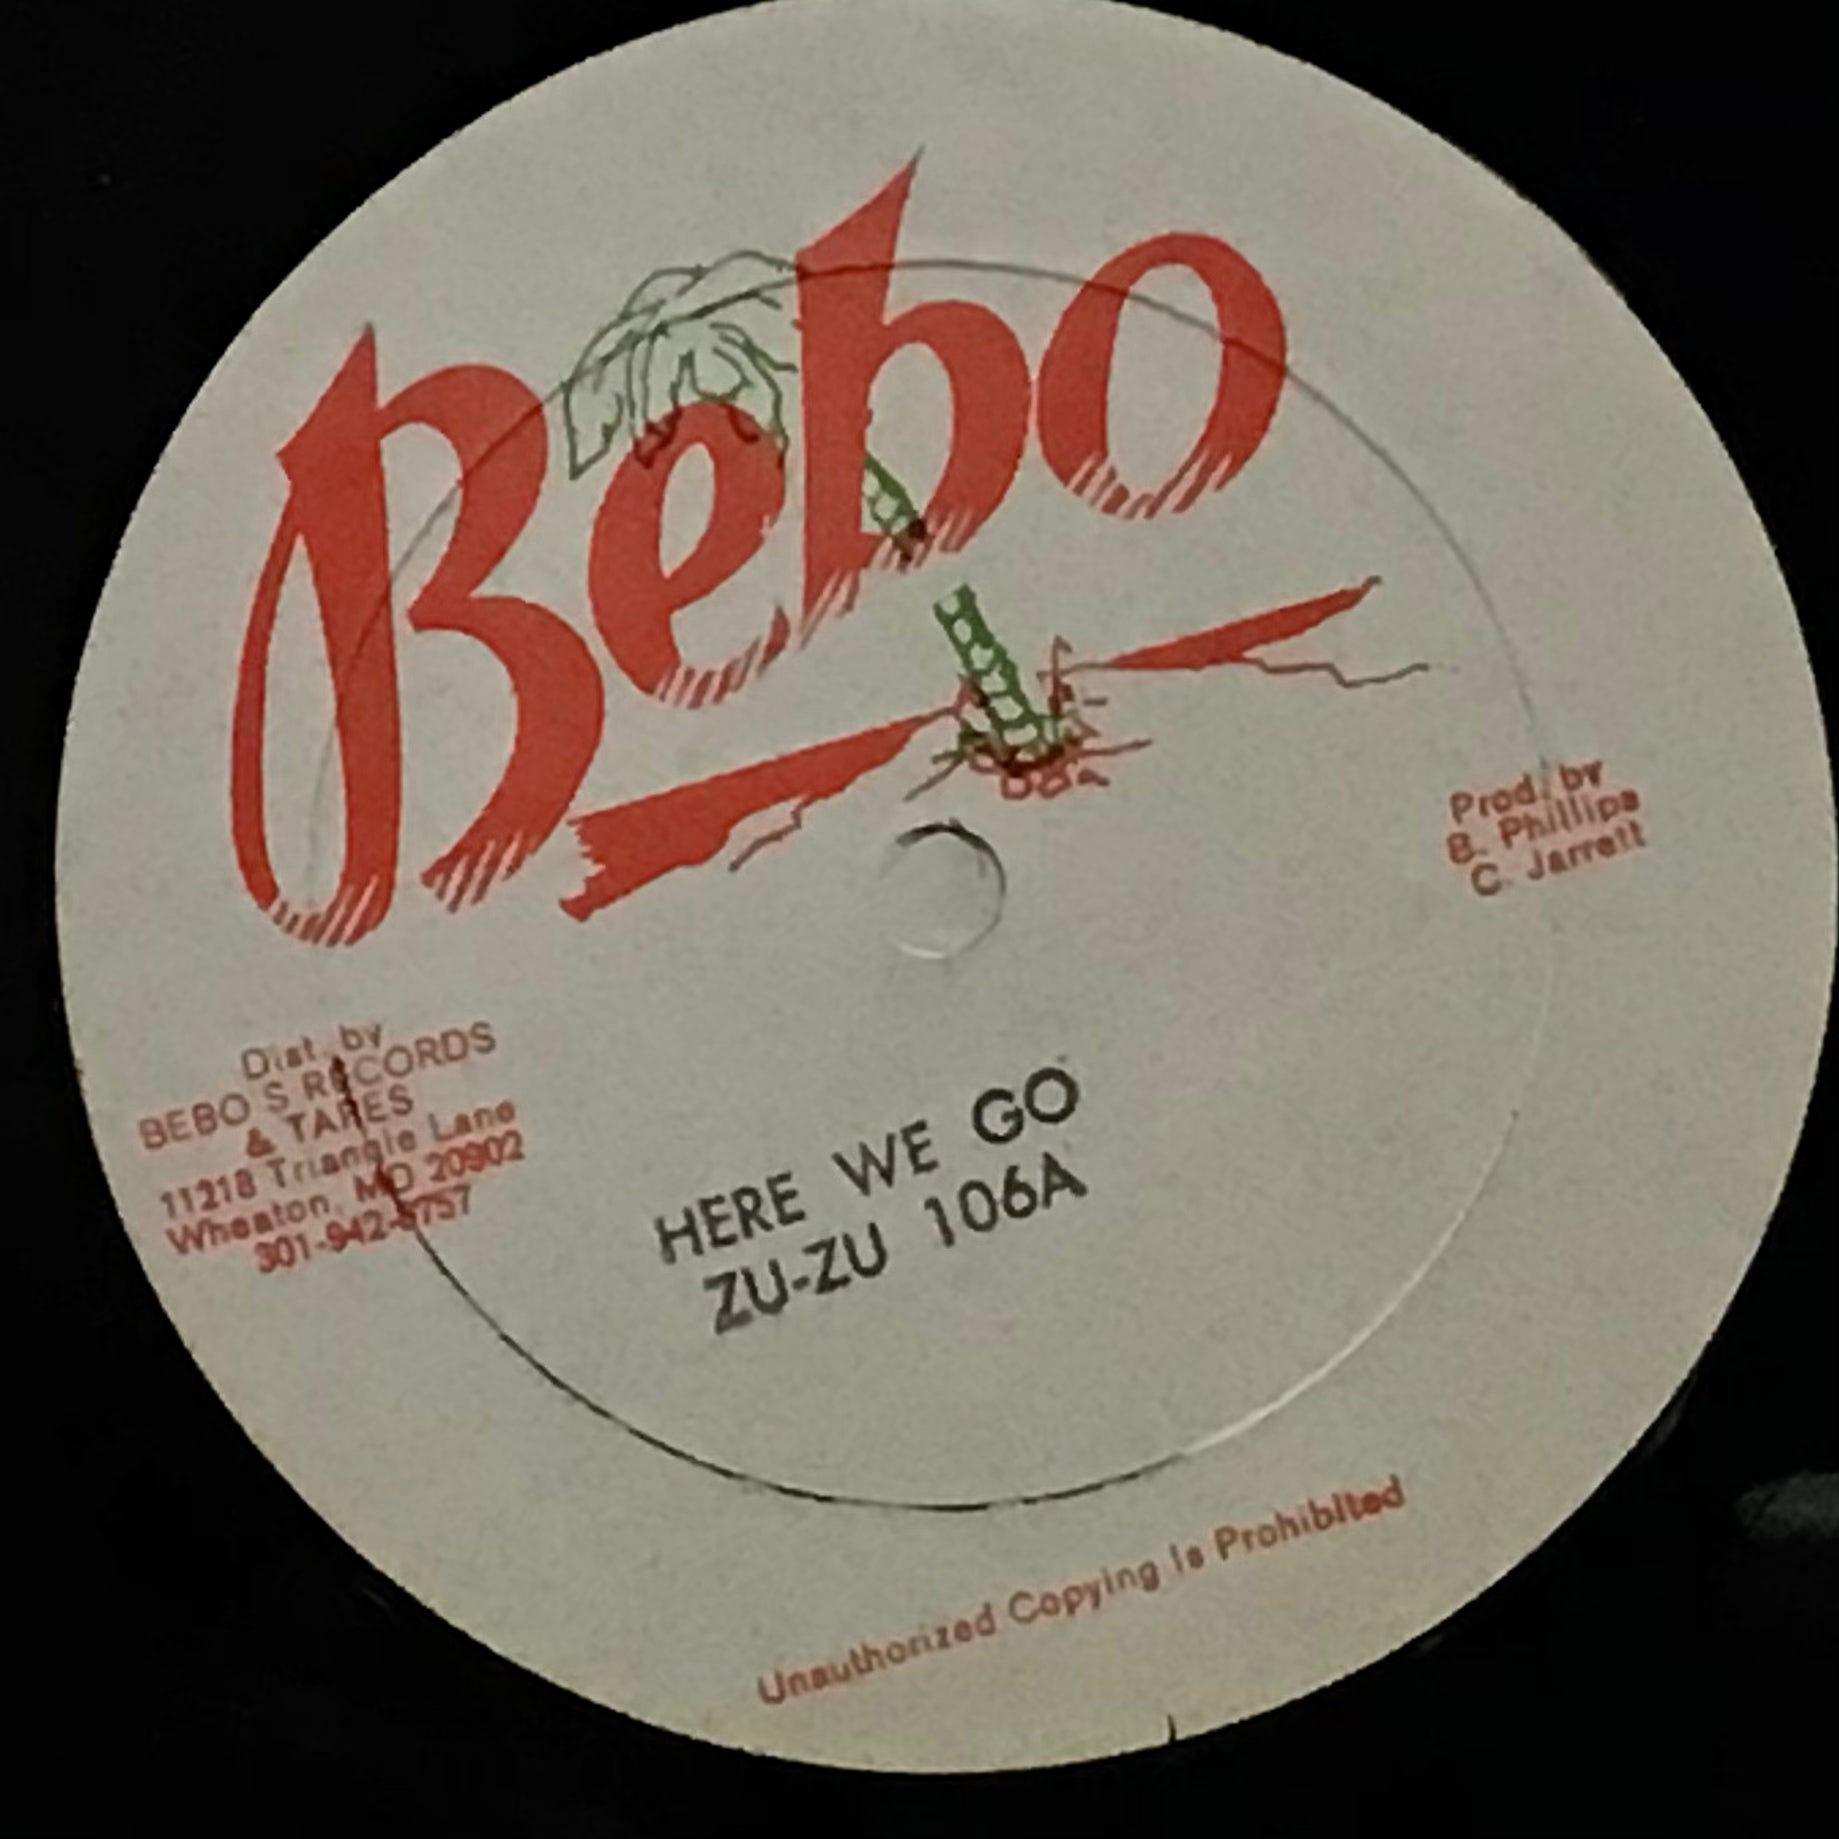 Bebo
Prod. by
B. Phillips
C. Jarrett
Dist. by
BEBO'S RECORDS
& TAPES
11218 Triangle Lane
Wheaton, MD 20902
HERE WE GO
ZU-ZU 106A
Unauthorized Copying Is Prohibited